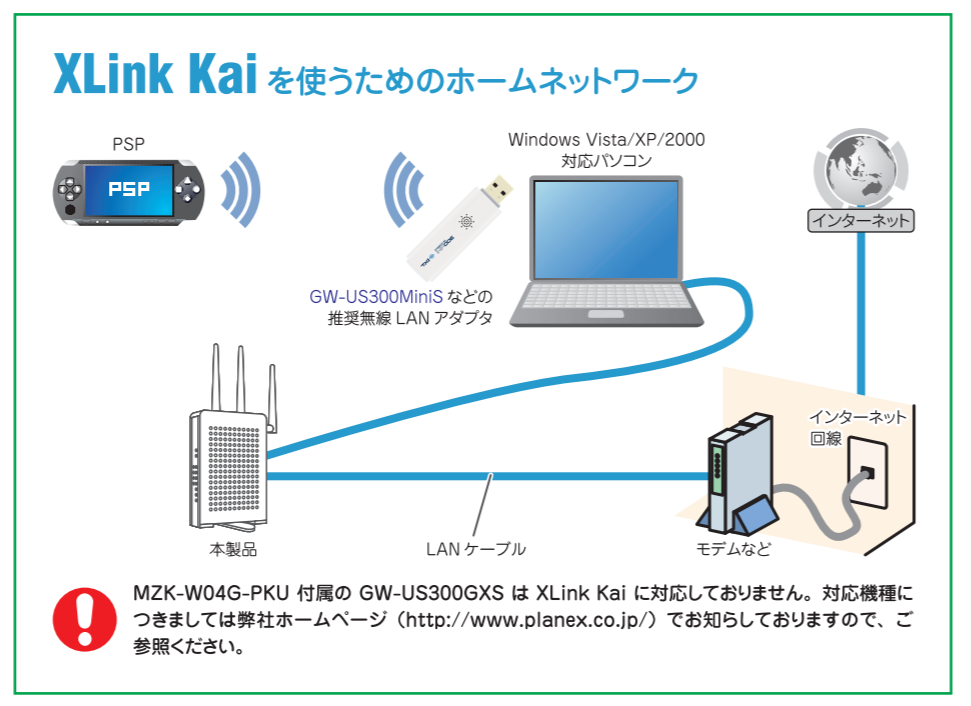 XLink Kai を使うためのホームネットワーク
PSP
PSP
Windows Vista/XP/2000
対応パソコン
インターネット
GW-US300MiniS などの
推奨無線 LAN アダプタ
インターネット
回線
本製品
LAN ケーブル
モデムなど
MZK-W04G-PKU 付属の GW-US300GXS は XLink Kai に対応しておりません。対応機種に
つきましては弊社ホームページ（http://www.planex.co.jp/）でお知らしておりますので、ご
参照ください。